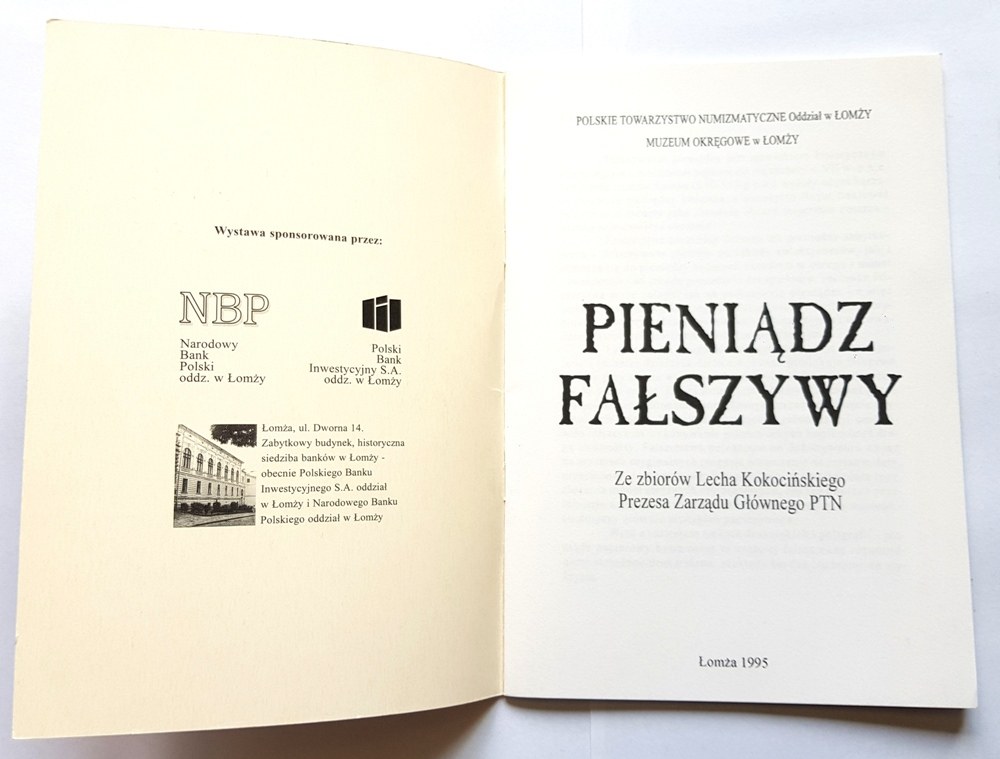 Wystawa sponsorowana przez:
NBP
Narodowy
Bank
Polski
oddz. w Łomży
Polski
Bank
Inwestycyjny S.A.
oddz. w Łomży
Łomża, ul. Dworna 14.
Zabytkowy budynek, historyczna
siedziba banków w Łomży -
obecnie Polskiego Banku
Inwestycyjnego S.A. oddział
w Łomży i Narodowego Banku
Polskiego oddział w Łomży
POLSKIE TOWARZYSTWO NUMIZMATYCZNE Oddział w ŁOMŻY
MUZEUM OKRĘGOWE w ŁOMŻY
PIENIĄDZ
FAŁSZYWY
Ze zbiorów Lecha Kokocińskiego
Prezesa Zarządu Głównego PTN
Łomża 1995